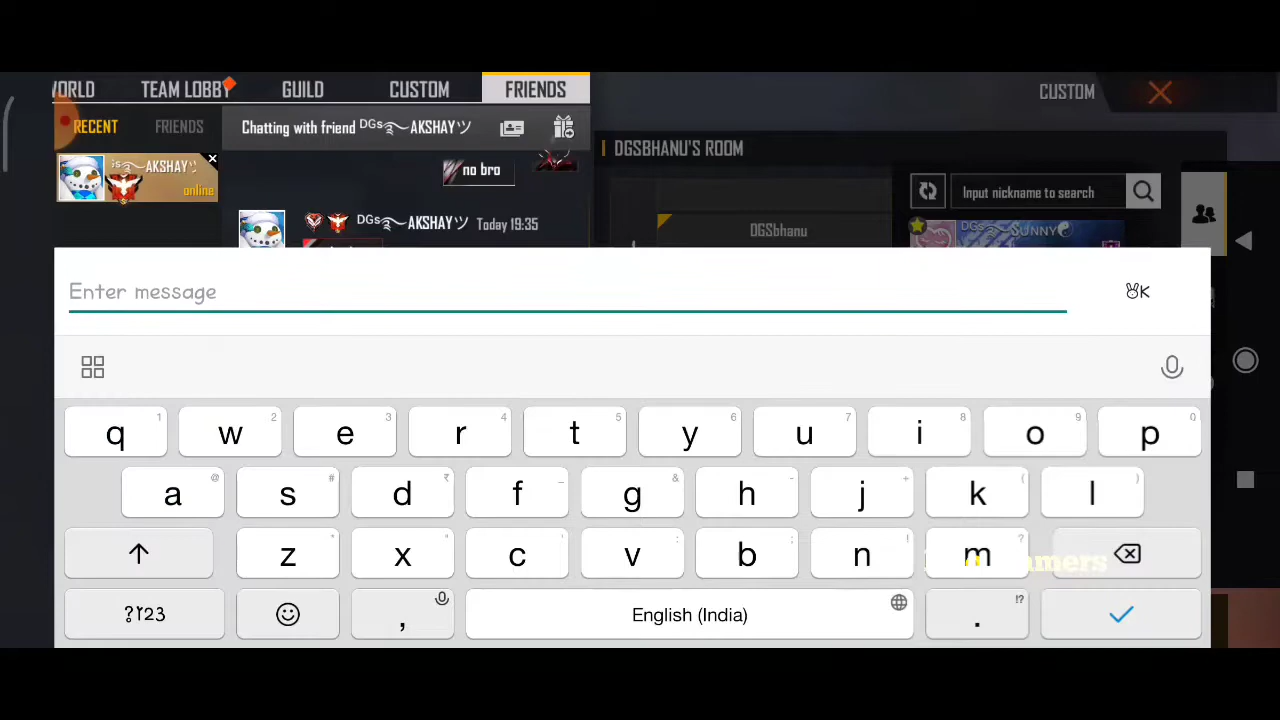 WORLD TEAM LOBBY GUILD CUSTOM FRIENDS
CUSTOM
RECENT FRIENDS
Chatting with friend ᴰᴳˢ࿐AKSHAYツ
DGSBHANU'S ROOM
AKSHAYツ
online
no bro
Input nickname to search
ᴰᴳˢ࿐AKSHAYツ Today 19:35
DGSbhanu
ᴰᴳˢ࿐SUNNY☯
Enter message
OK
q 1 w 2 e 3 r 4 t 5 y 6 u 7 i 8 o 9 p 0
a @ s # d ₹ f _ g & h - j + k ( l )
z * x " c ' v : b ; n ! m ?
?123 , English (India) . !?